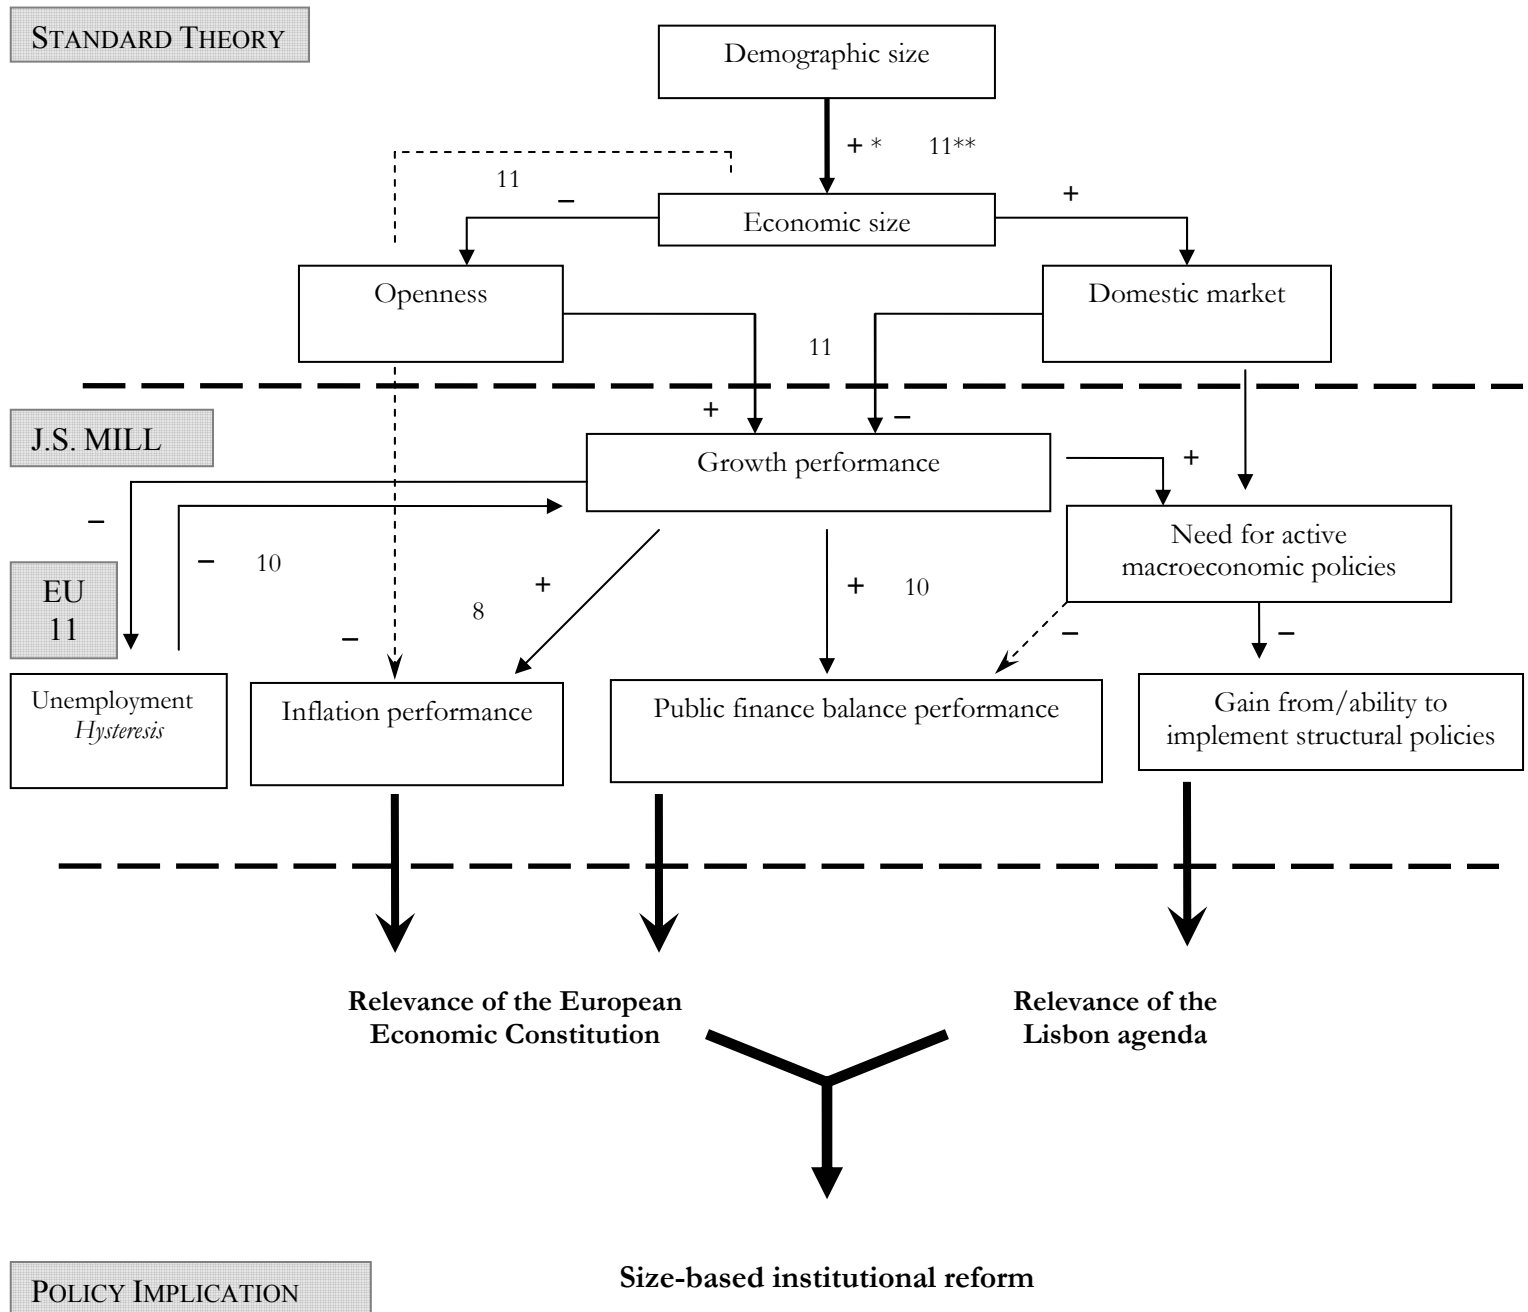 STANDARD THEORY
Demographic size
+ * 11**
11
−
Economic size
+
Openness
Domestic market
11
+
−
J.S. MILL
Growth performance
+
−
Need for active
macroeconomic policies
− 10
EU
11
+
8
+ 10
−
−
−
Unemployment
Hysteresis
Inflation performance
Public finance balance performance
Gain from/ability to
implement structural policies
Relevance of the European
Economic Constitution
Relevance of the
Lisbon agenda
Size-based institutional reform
POLICY IMPLICATION